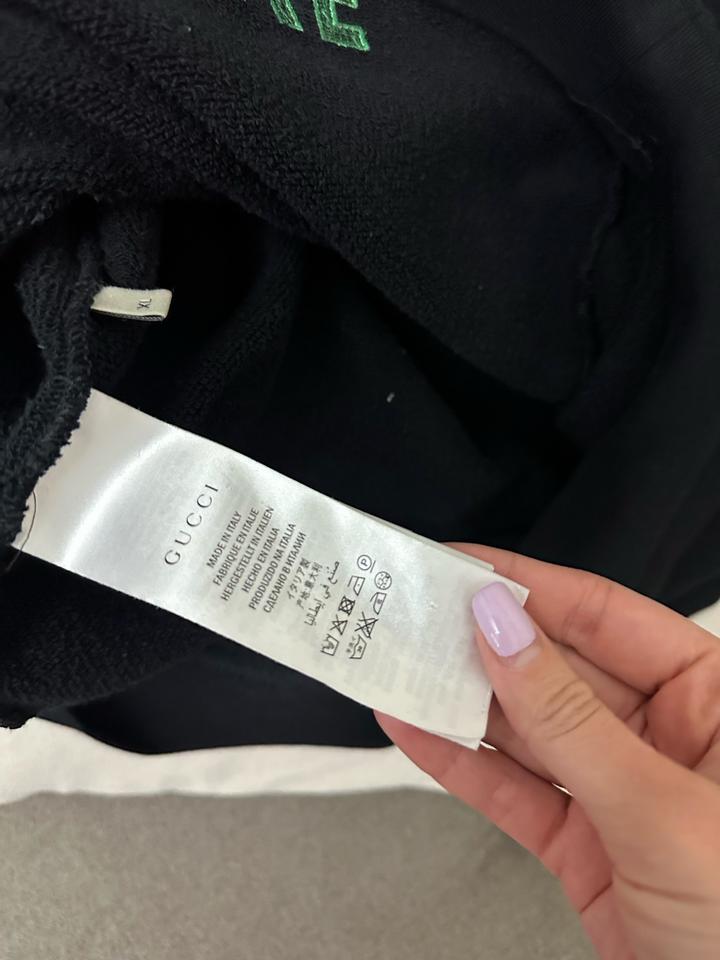 E
XL
GUCCI
MADE IN ITALY
FABRIQUE EN ITALIE
HERGESTELLT IN ITALIEN
HECHO EN ITALIA
PRODUZIDO NA ITALIA
СДЕЛАНО В ИТАЛИИ
イタリア製
产地:意大利
صنع في إيطاليا
P